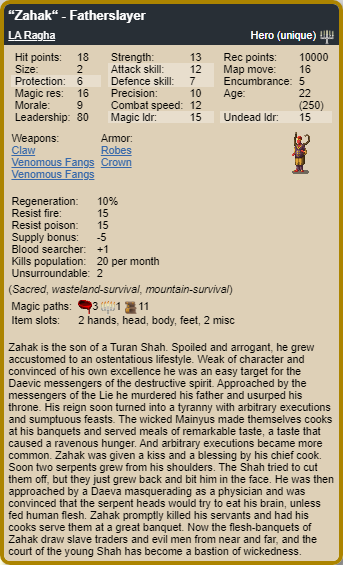 “Zahak“ - Fatherslayer
LA Ragha Hero (unique)
Hit points: 18 Strength: 13 Rec points: 10000
Size: 2 Attack skill: 12 Map move: 16
Protection: 6 Defence skill: 7 Encumbrance: 5
Magic res: 16 Precision: 10 Age: 22
Morale: 9 Combat speed: 12 (250)
Leadership: 80 Magic ldr: 15 Undead ldr: 15
Weapons: Armor:
Claw Robes
Venomous Fangs Crown
Venomous Fangs
Regeneration: 10%
Resist fire: 15
Resist poison: 15
Supply bonus: -5
Blood searcher: +1
Kills population: 20 per month
Unsurroundable: 2
(Sacred, wasteland-survival, mountain-survival)
Magic paths: 3 1 11
Item slots: 2 hands, head, body, feet, 2 misc
Zahak is the son of a Turan Shah. Spoiled and arrogant, he grew
accustomed to an ostentatious lifestyle. Weak of character and
convinced of his own excellence he was an easy target for the
Daevic messengers of the destructive spirit. Approached by the
messengers of the Lie he murdered his father and usurped his
throne. His reign soon turned into a tyranny with arbitrary executions
and sumptuous feasts. The wicked Mainyus made themselves cooks
at his banquets and served meals of remarkable taste, a taste that
caused a ravenous hunger. And arbitrary executions became more
common. Zahak was given a kiss and a blessing by his chief cook.
Soon two serpents grew from his shoulders. The Shah tried to cut
them off, but they just grew back and bit him in the face. He was then
approached by a Daeva masquerading as a physician and was
convinced that the serpent heads would try to eat his brain, unless
fed human flesh. Zahak promptly killed his servants and had his
cooks serve them at a great banquet. Now the flesh-banquets of
Zahak draw slave traders and evil men from near and far, and the
court of the young Shah has become a bastion of wickedness.